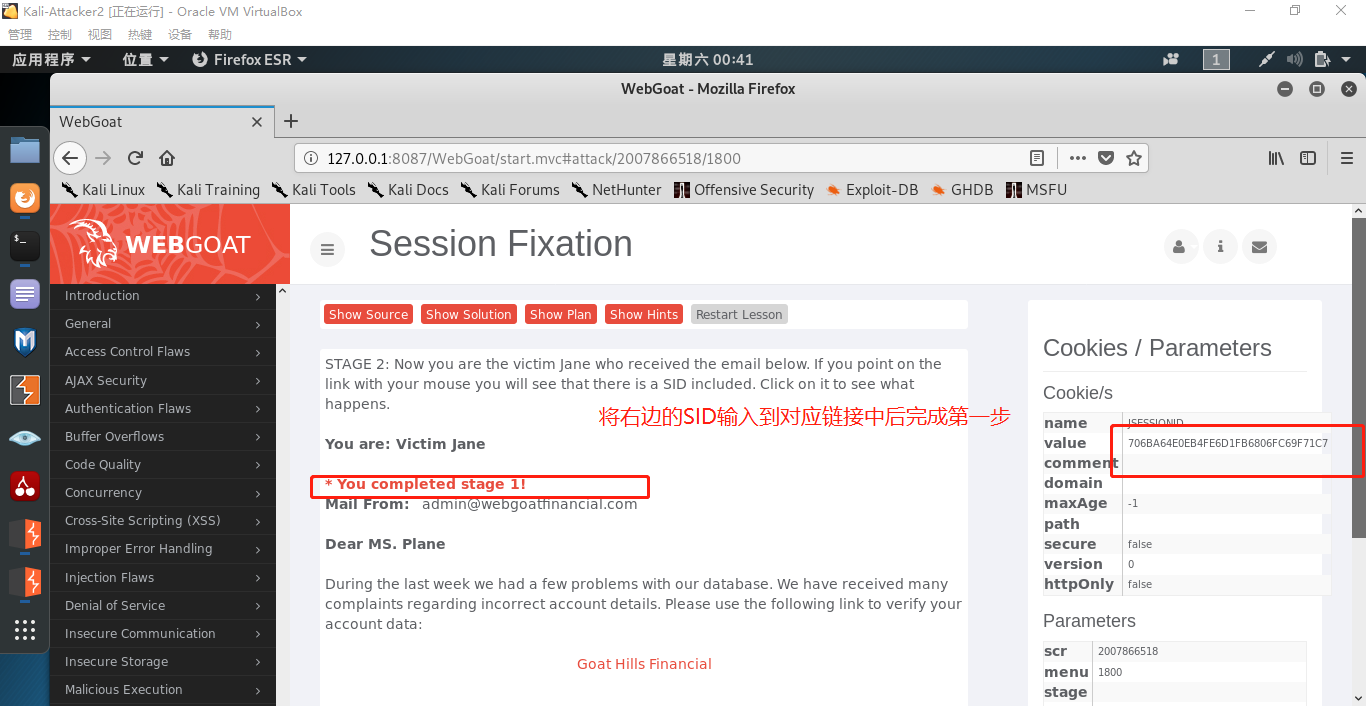 Kali-Attacker2 [正在运行] - Oracle VM VirtualBox
管理 控制 视图 热键 设备 帮助
应用程序 位置 Firefox ESR 星期六 00:41 1
WebGoat - Mozilla Firefox
WebGoat
127.0.0.1:8087/WebGoat/start.mvc#attack/2007866518/1800
Kali Linux Kali Training Kali Tools Kali Docs Kali Forums NetHunter Offensive Security Exploit-DB GHDB MSFU
WEBGOAT
Session Fixation
Introduction
General
Access Control Flaws
AJAX Security
Authentication Flaws
Buffer Overflows
Code Quality
Concurrency
Cross-Site Scripting (XSS)
Improper Error Handling
Injection Flaws
Denial of Service
Insecure Communication
Insecure Storage
Malicious Execution
Show Source Show Solution Show Plan Show Hints Restart Lesson
STAGE 2: Now you are the victim Jane who received the email below. If you point on the
link with your mouse you will see that there is a SID included. Click on it to see what
happens.
将右边的SID输入到对应链接中后完成第一步
You are: Victim Jane
* You completed stage 1!
Mail From: admin@webgoatfinancial.com
Dear MS. Plane
During the last week we had a few problems with our database. We have received many
complaints regarding incorrect account details. Please use the following link to verify your
account data:
Goat Hills Financial
Cookies / Parameters
Cookie/s
name JSESSIONID
value 706BA64E0EB4FE6D1FB6806FC69F71C7
comment
domain
maxAge -1
path
secure false
version 0
httpOnly false
Parameters
scr 2007866518
menu 1800
stage